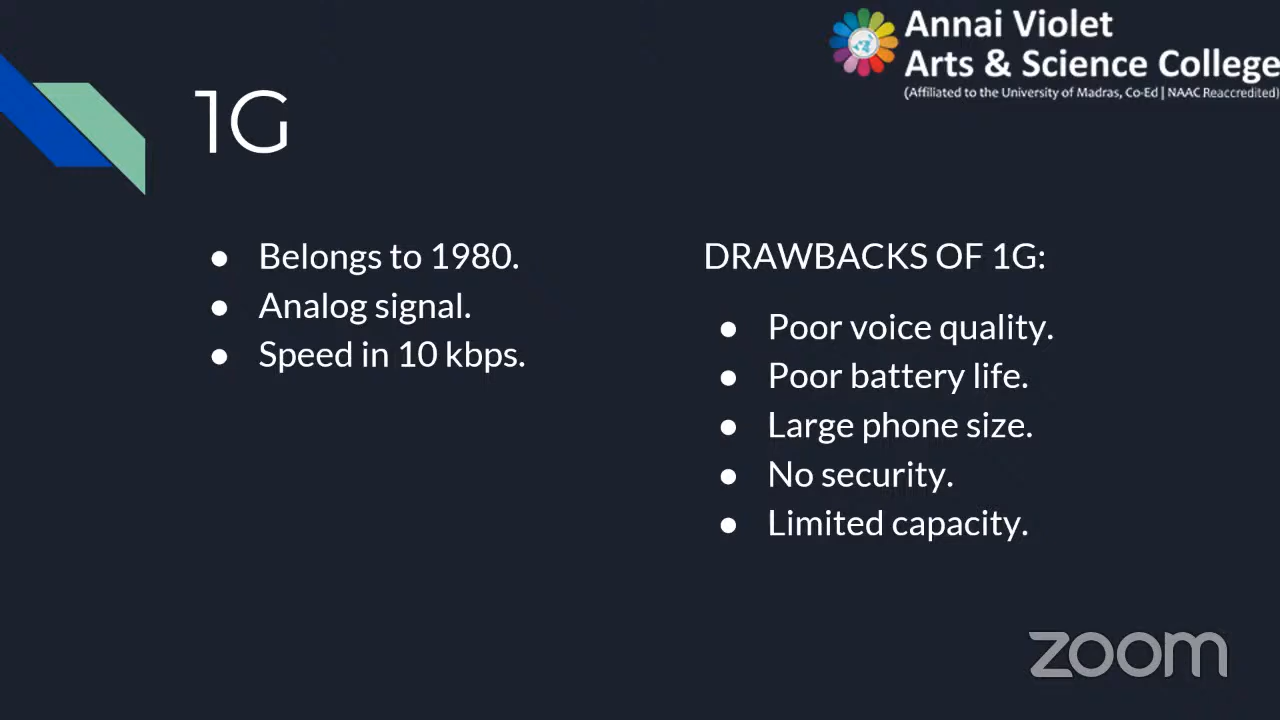 Annai Violet
Arts & Science College
(Affiliated to the University of Madras, Co-Ed | NAAC Reaccredited)
1G
● Belongs to 1980.
● Analog signal.
● Speed in 10 kbps.
DRAWBACKS OF 1G:
● Poor voice quality.
● Poor battery life.
● Large phone size.
● No security.
● Limited capacity.
zoom